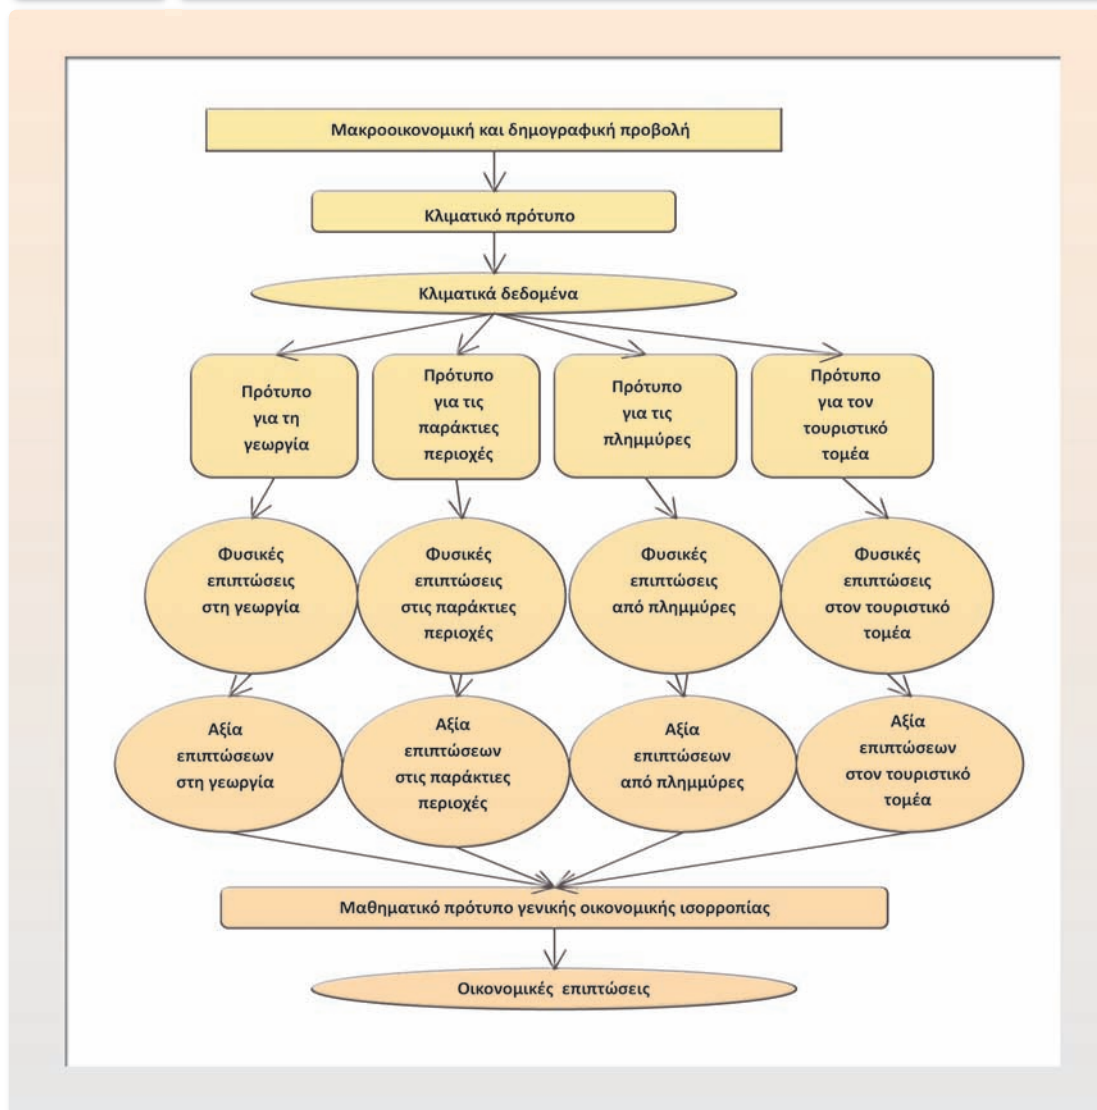 Μακροοικονομική και δημογραφική προβολή
Κλιματικό πρότυπο
Κλιματικά δεδομένα
Πρότυπο
για τη
γεωργία
Πρότυπο
για τις
παράκτιες
περιοχές
Πρότυπο
για τις
πλημμύρες
Πρότυπο
για τον
τουριστικό
τομέα
Φυσικές
επιπτώσεις
στη γεωργία
Φυσικές
επιπτώσεις
στις παράκτιες
περιοχές
Φυσικές
επιπτώσεις
από πλημμύρες
Φυσικές
επιπτώσεις
στον τουριστικό
τομέα
Αξία
επιπτώσεων
στη γεωργία
Αξία
επιπτώσεων
στις παράκτιες
περιοχές
Αξία
επιπτώσεων
από πλημμύρες
Αξία
επιπτώσεων
στον τουριστικό
τομέα
Μαθηματικό πρότυπο γενικής οικονομικής ισορροπίας
Οικονομικές επιπτώσεις